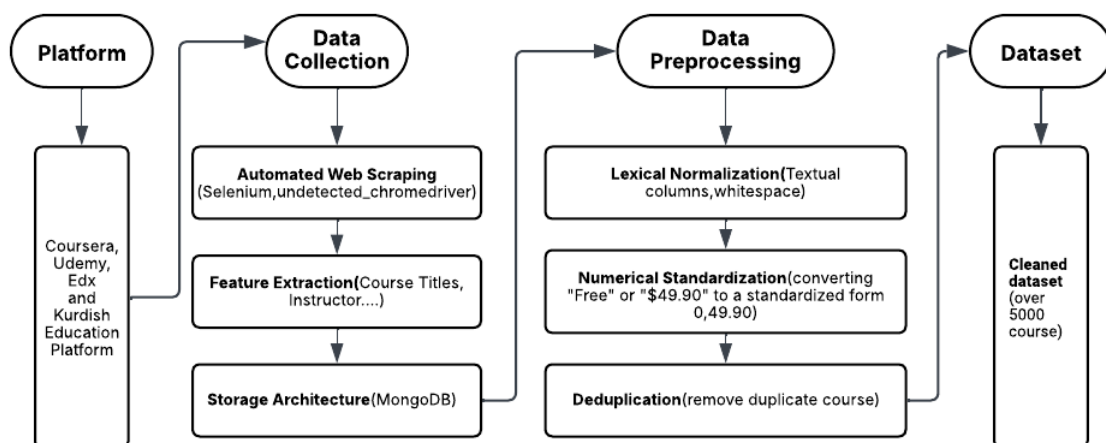 Platform
Coursera,
Udemy,
Edx
and
Kurdish
Education
Platform
Data
Collection
Automated Web Scraping
(Selenium,undetected_chromedriver)
Feature Extraction(Course Titles,
Instructor....)
Storage Architecture(MongoDB)
Data
Preprocessing
Lexical Normalization(Textual
columns,whitespace)
Numerical Standardization(converting
"Free" or "$49.90" to a standardized form
0,49.90)
Deduplication(remove duplicate course)
Dataset
Cleaned
dataset
(over
5000
course)